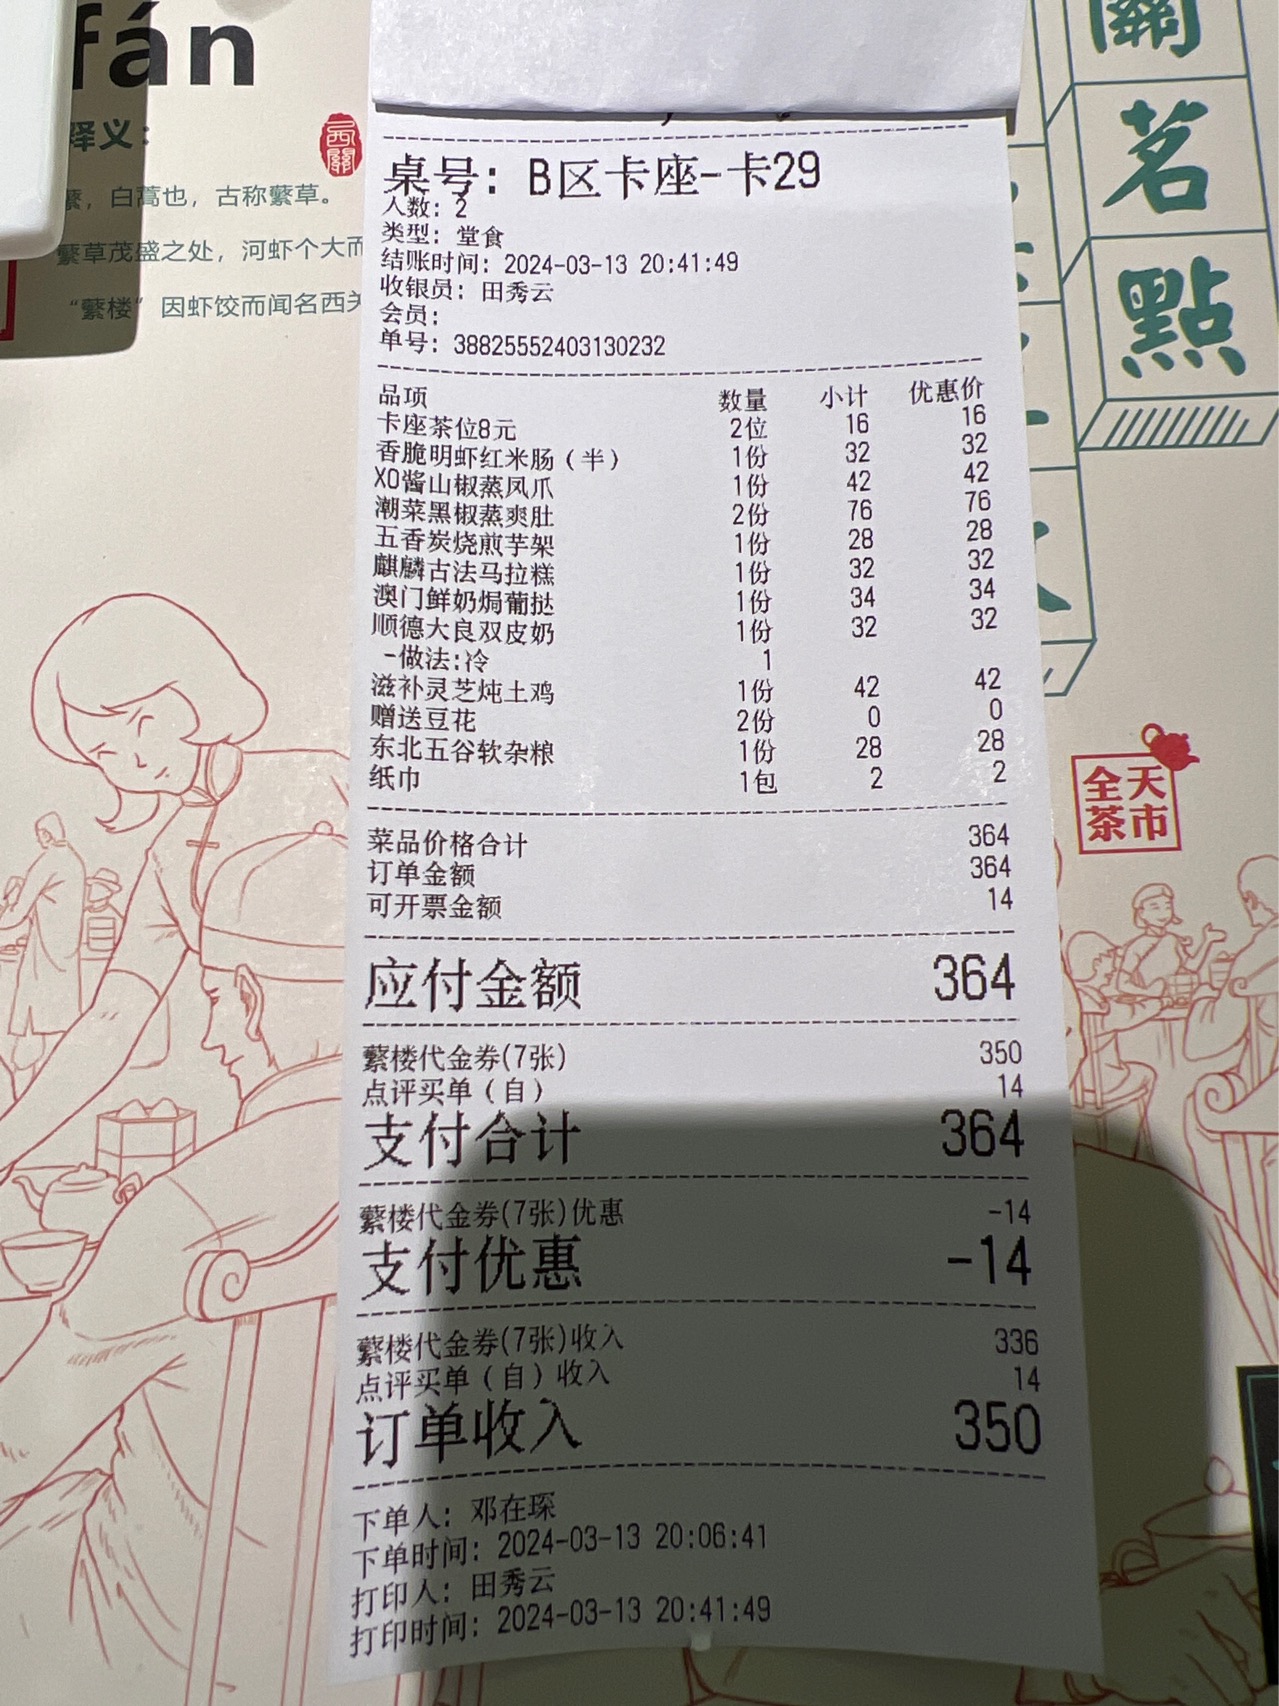 fán
释义：
蘩，白蒿也，古称蘩草。
蘩草茂盛之处，河虾个大而
“蘩楼”因虾饺而闻名西关
西關
關
茗
點
全天
茶市
桌号：B区卡座-卡29
人数：2
类型：堂食
结账时间：2024-03-13 20:41:49
收银员：田秀云
会员：
单号：38825552403130232
品项 数量 小计 优惠价
卡座茶位8元 2位 16 16
香脆明虾红米肠（半） 1份 32 32
XO酱山椒蒸凤爪 1份 42 42
潮菜黑椒蒸爽肚 2份 76 76
五香炭烧煎芋架 1份 28 28
麒麟古法马拉糕 1份 32 32
澳门鲜奶焗葡挞 1份 34 34
顺德大良双皮奶 1份 32 32
-做法:冷 1
滋补灵芝炖土鸡 1份 42 42
赠送豆花 2份 0 0
东北五谷软杂粮 1份 28 28
纸巾 1包 2 2
菜品价格合计 364
订单金额 364
可开票金额 14
应付金额 364
蘩楼代金券(7张) 350
点评买单（自） 14
支付合计 364
蘩楼代金券(7张)优惠 -14
支付优惠 -14
蘩楼代金券(7张)收入 336
点评买单（自）收入 14
订单收入 350
下单人：邓在琛
下单时间：2024-03-13 20:06:41
打印人：田秀云
打印时间：2024-03-13 20:41:49